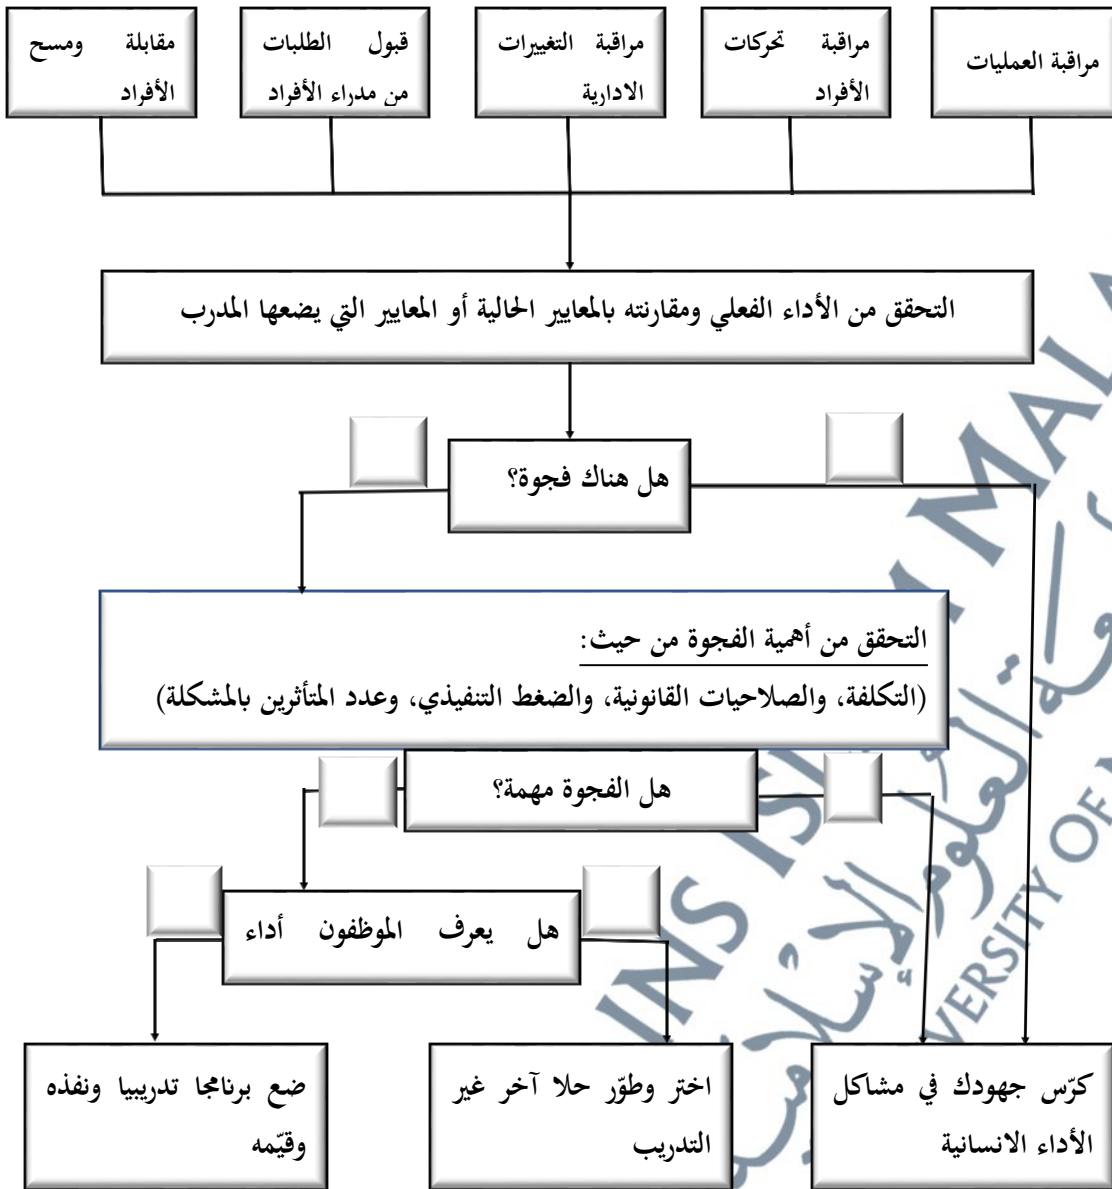 مراقبة العمليات
مراقبة تحركات
الأفراد
مراقبة التغييرات
الادارية
قبول الطلبات
من مدراء الأفراد
مقابلة ومسح
الأفراد
التحقق من الأداء الفعلي ومقارنته بالمعايير الحالية أو المعايير التي يضعها المدرب
هل هناك فجوة؟
التحقق من أهمية الفجوة من حيث:
(التكلفة، والصلاحيات القانونية، والضغط التنفيذي، وعدد المتأثرين بالمشكلة)
هل الفجوة مهمة؟
هل يعرف الموظفون أداء
كرّس جهودك في مشاكل
الأداء الانسانية
اختر وطوّر حلا آخر غير
التدريب
ضع برنامجا تدريبيا ونفذه
وقيّمه